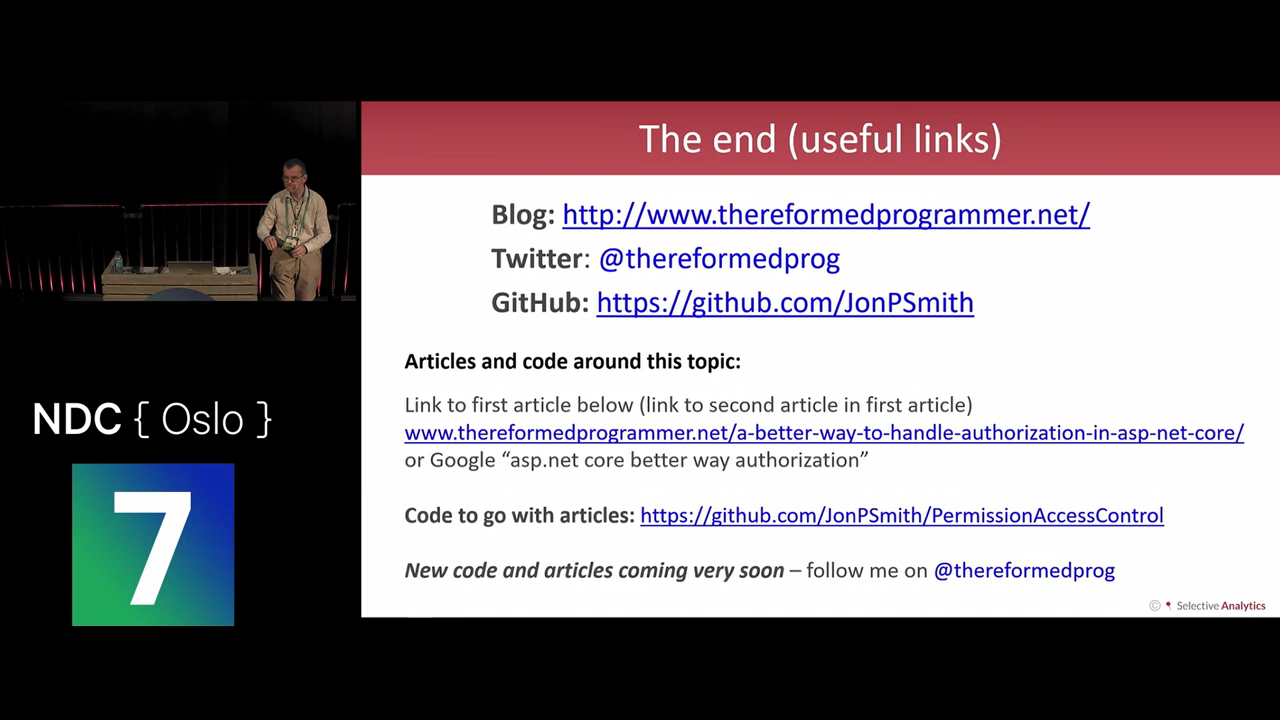 The end (useful links)
Blog: http://www.thereformedprogrammer.net/
Twitter: @thereformedprog
GitHub: https://github.com/JonPSmith
Articles and code around this topic:
Link to first article below (link to second article in first article)
www.thereformedprogrammer.net/a-better-way-to-handle-authorization-in-asp-net-core/
or Google “asp.net core better way authorization”
Code to go with articles: https://github.com/JonPSmith/PermissionAccessControl
New code and articles coming very soon – follow me on @thereformedprog
© Selective Analytics
NDC { Oslo }
7